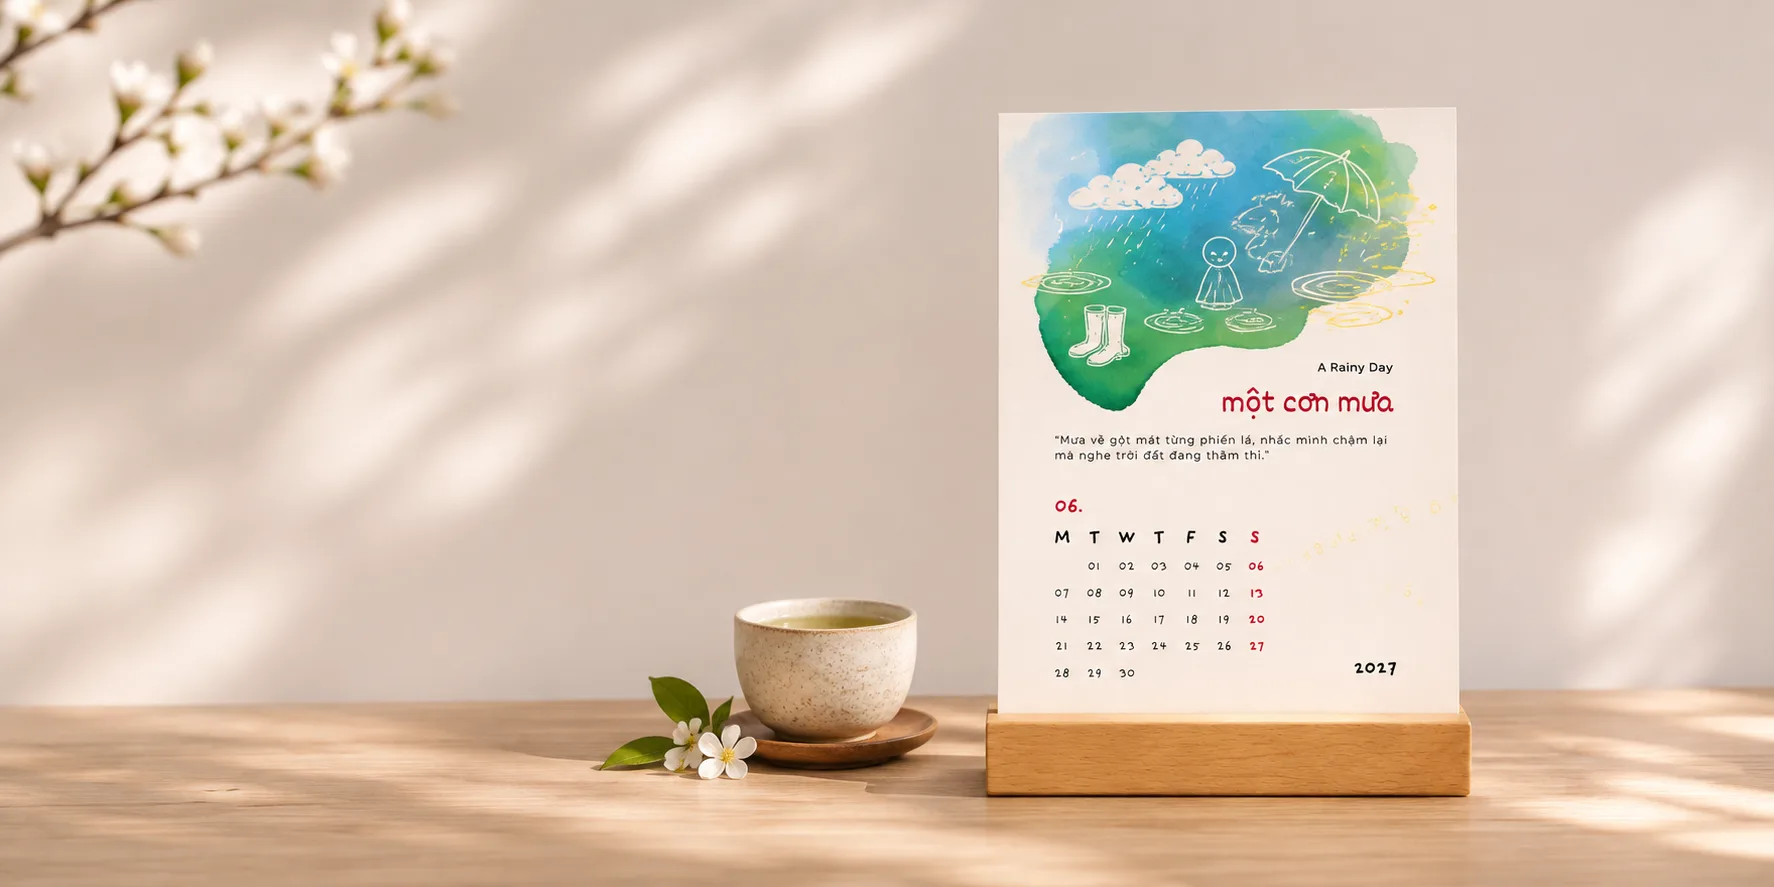 A Rainy Day
một cơn mưa
“Mưa về gột mát từng phiến lá, nhắc mình chậm lại
mà nghe trời đất đang thầm thì.”
06.
M T W T F S S
01 02 03 04 05 06
07 08 09 10 11 12 13
14 15 16 17 18 19 20
21 22 23 24 25 26 27
28 29 30
2027